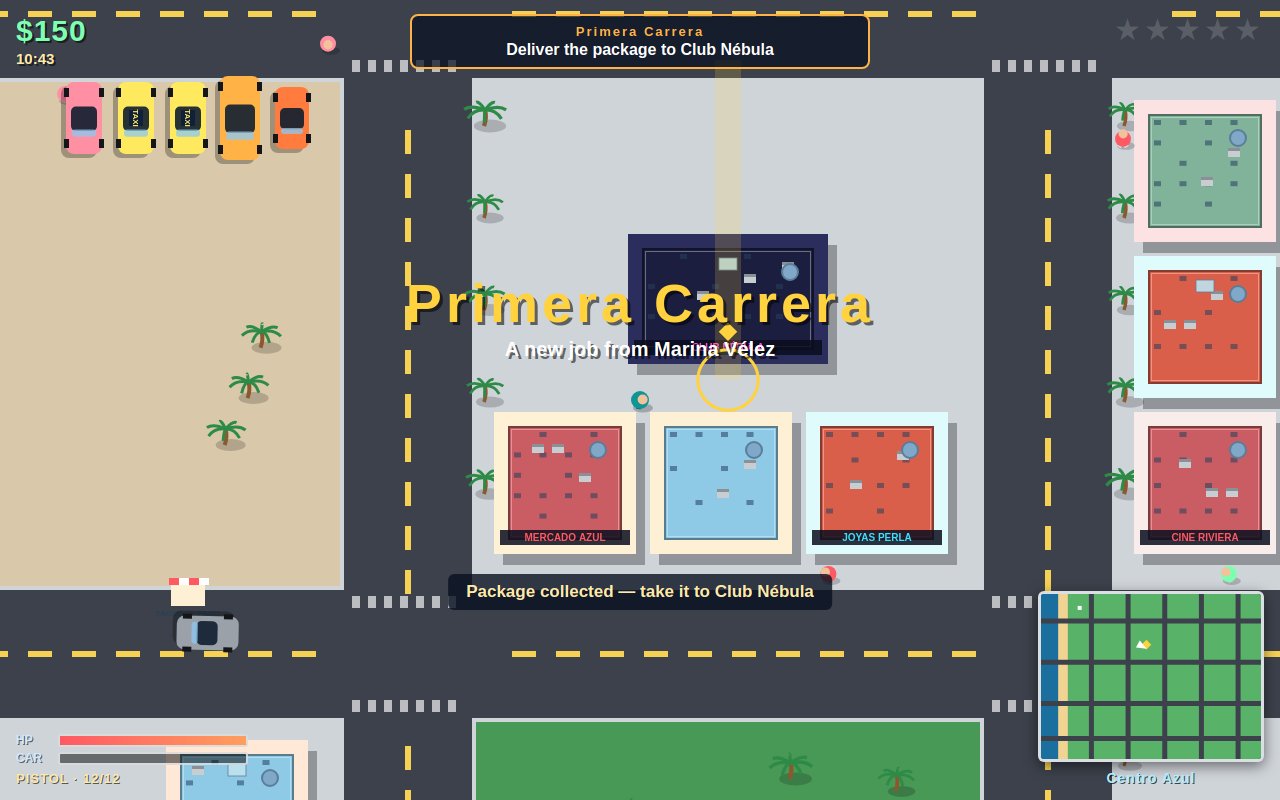 $150
10:43
Primera Carrera
Deliver the package to Club Nébula
TAXI
TAXI
Primera Carrera
A new job from Marina Vélez
MERCADO AZUL
JOYAS PERLA
CINE RIVIERA
Package collected — take it to Club Nébula
HP
CAR
PISTOL · 12/12
Centro Azul